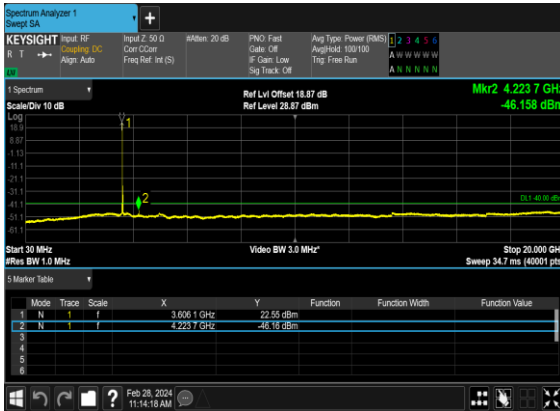 Spectrum Analyzer 1
Swept SA
+
KEYSIGHT Input: RF Input Z: 50 Ω #Atten: 20 dB PNO: Fast Avg Type: Power (RMS) 1 2 3 4 5 6
R T Coupling: DC Corr CCorr Gate: Off Avg|Hold: 100/100 A W W W W W
Align: Auto Freq Ref: Int (S) IF Gain: Low Trig: Free Run
Sig Track: Off A N N N N N
1 Spectrum Ref Lvl Offset 18.87 dB Mkr2 4.223 7 GHz
Scale/Div 10 dB Ref Level 28.87 dBm -46.158 dBm
Log
18.9
8.87
-1.13
-11.1
-21.1
-31.1
-41.1
-51.1
-61.1
1
2
DL1 -40.00 dBm
Start 30 MHz Video BW 3.0 MHz* Stop 20.000 GHz
#Res BW 1.0 MHz Sweep 34.7 ms (40001 pts)
5 Marker Table
Mode Trace Scale X Y Function Function Width Function Value
1 N 1 f 3.606 1 GHz 22.55 dBm
2 N 1 f 4.223 7 GHz -46.16 dBm
3
4
5
6
? Feb 28, 2024
11:14:18 AM